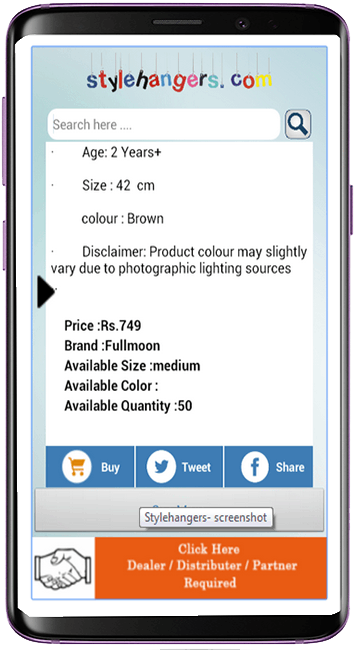 stylehangers. com
Search here ....
· Age: 2 Years+
· Size : 42 cm
colour : Brown
· Disclaimer: Product colour may slightly
vary due to photographic lighting sources
·
Price :Rs.749
Brand :Fullmoon
Available Size :medium
Available Color :
Available Quantity :50
Buy Tweet Share
Stylehangers- screenshot
Click Here
Dealer / Distributer / Partner
Required